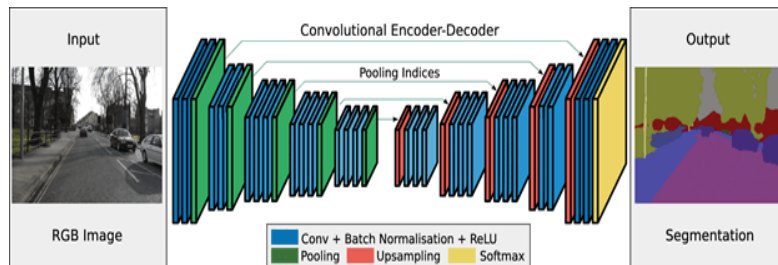 Input
Convolutional Encoder-Decoder
Output
Pooling Indices
RGB Image
Segmentation
Conv + Batch Normalisation + ReLU
Pooling Upsampling Softmax